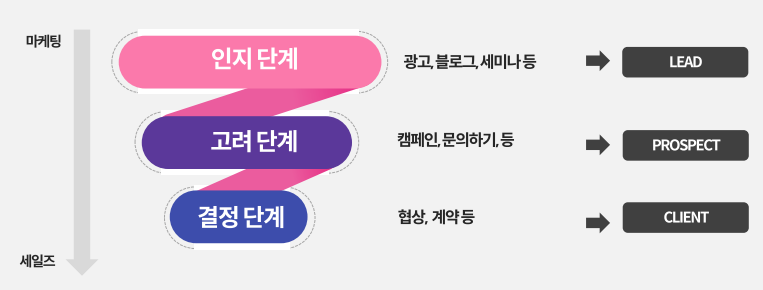 마케팅
인지 단계
광고, 블로그, 세미나 등
LEAD
고려 단계
캠페인, 문의하기, 등
PROSPECT
결정 단계
협상, 계약 등
CLIENT
세일즈